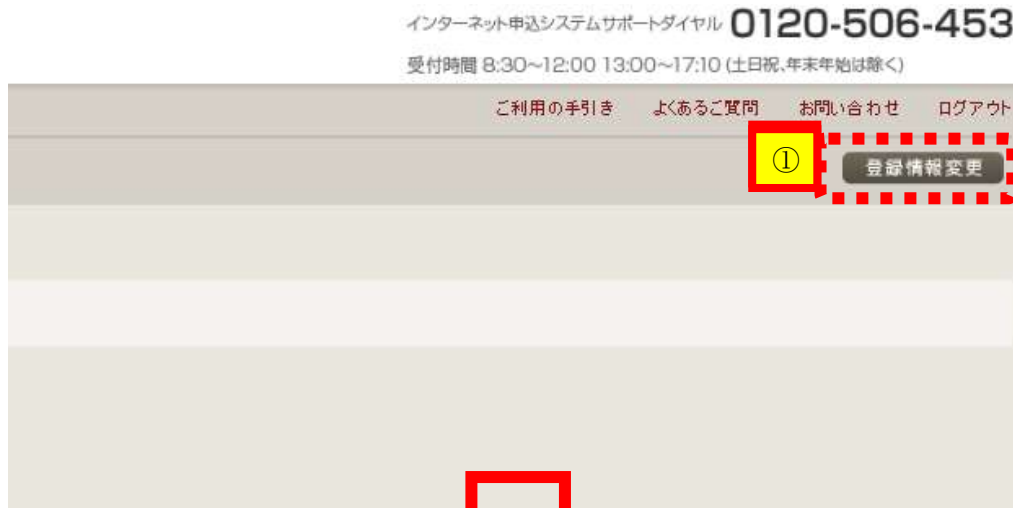 インターネット申込システムサポートダイヤル 0120-506-453
受付時間 8:30～12:00 13:00～17:10 (土日祝、年末年始は除く)
ご利用の手引き よくあるご質問 お問い合わせ ログアウト
① 登録情報変更